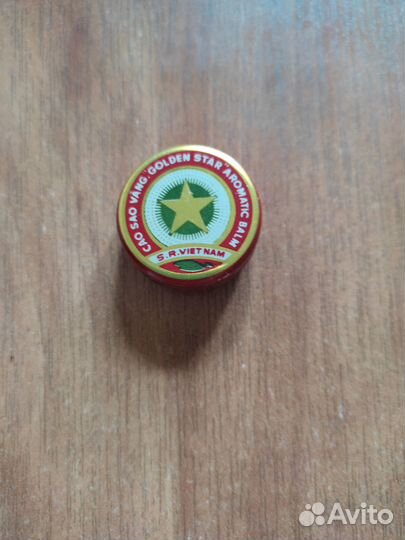 CAO SAO VÀNG "GOLDEN STAR" AROMATIC BALM
S.R.VIET NAM
Avito